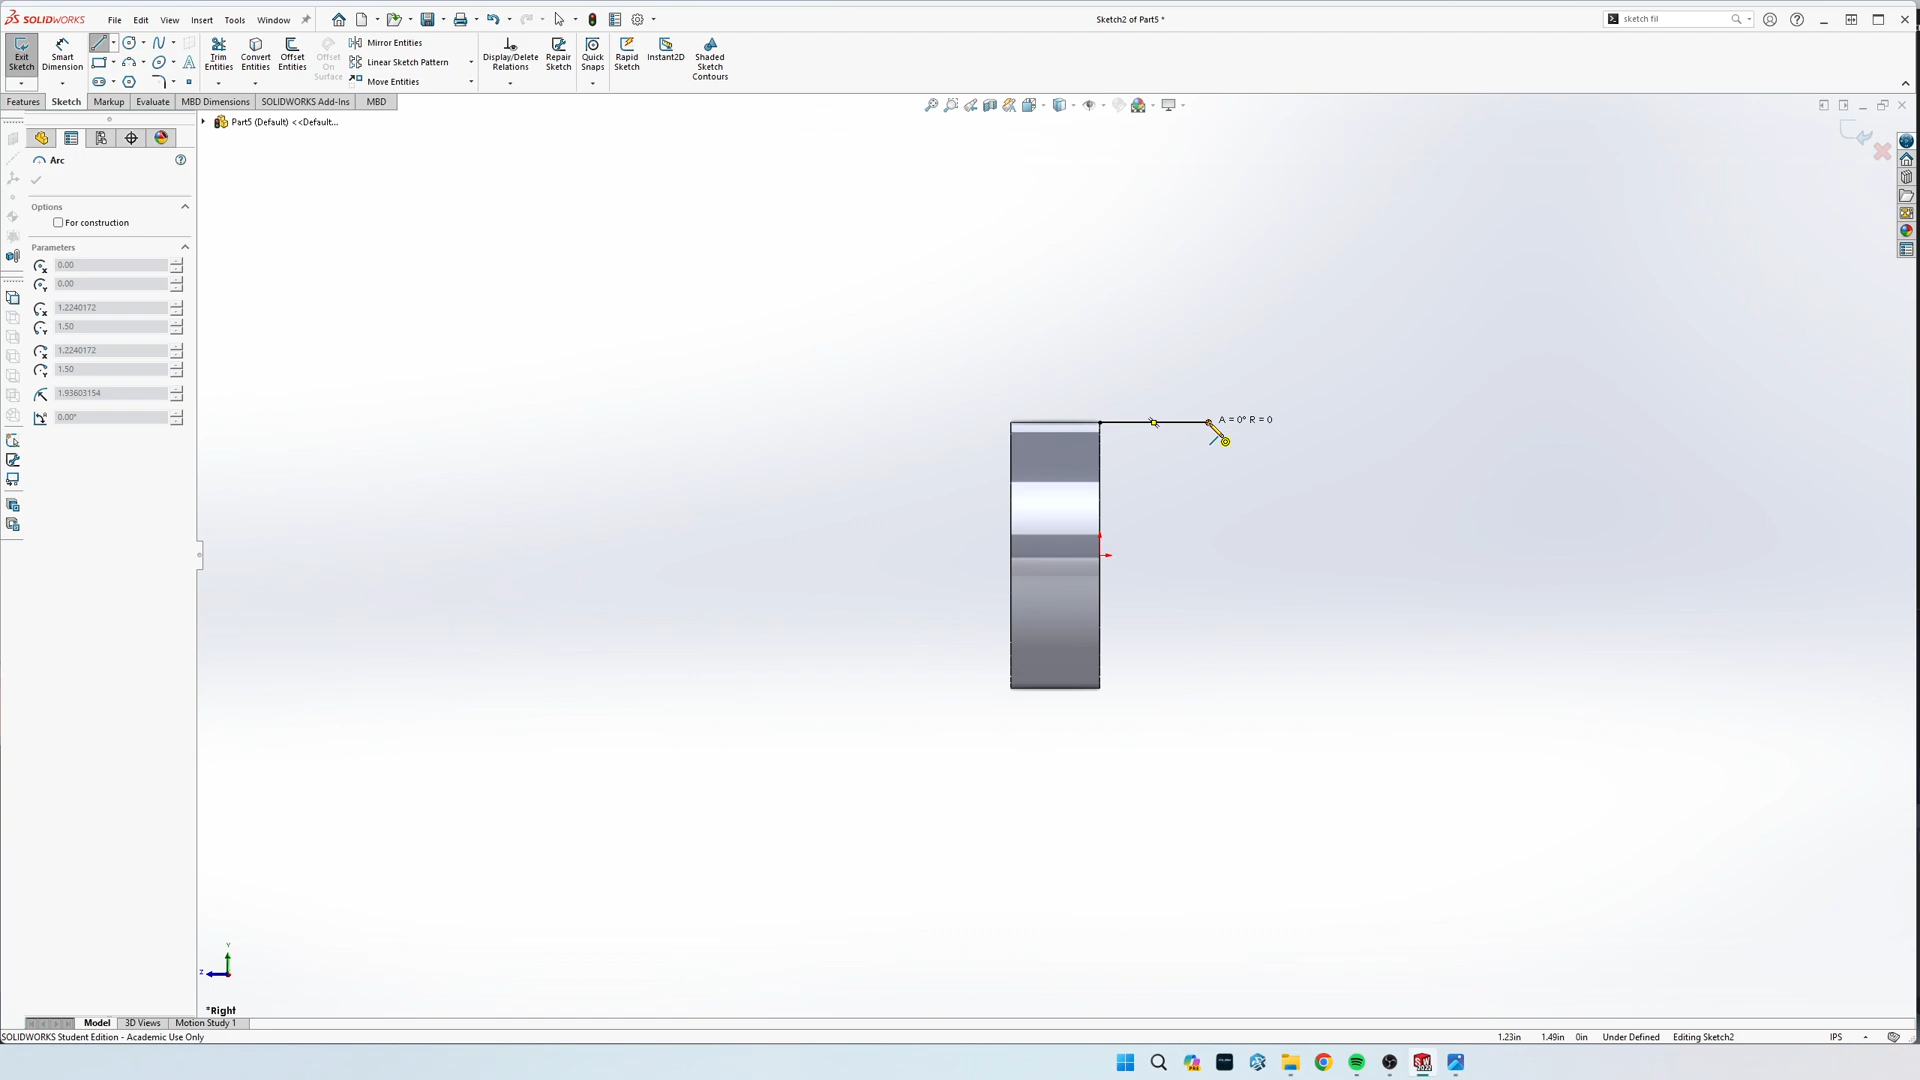 SOLIDWORKS File Edit View Insert Tools Window Sketch2 of Part5 * sketch fil
Exit Sketch
Smart Dimension
Trim Entities
Convert Entities
Offset Entities
Offset On Surface
Mirror Entities
Linear Sketch Pattern
Move Entities
Display/Delete Relations
Repair Sketch
Quick Snaps
Rapid Sketch
Instant2D
Shaded Sketch Contours
Features Sketch Markup Evaluate MBD Dimensions SOLIDWORKS Add-Ins MBD
Part5 (Default) <<Default...
Arc
Options
For construction
Parameters
0.00
0.00
1.2240172
1.50
1.2240172
1.50
1.93603154
0.00°
A = 0° R = 0
Y
Z
*Right
Model 3D Views Motion Study 1
SOLIDWORKS Student Edition - Academic Use Only 1.23in 1.49in 0in Under Defined Editing Sketch2 IPS